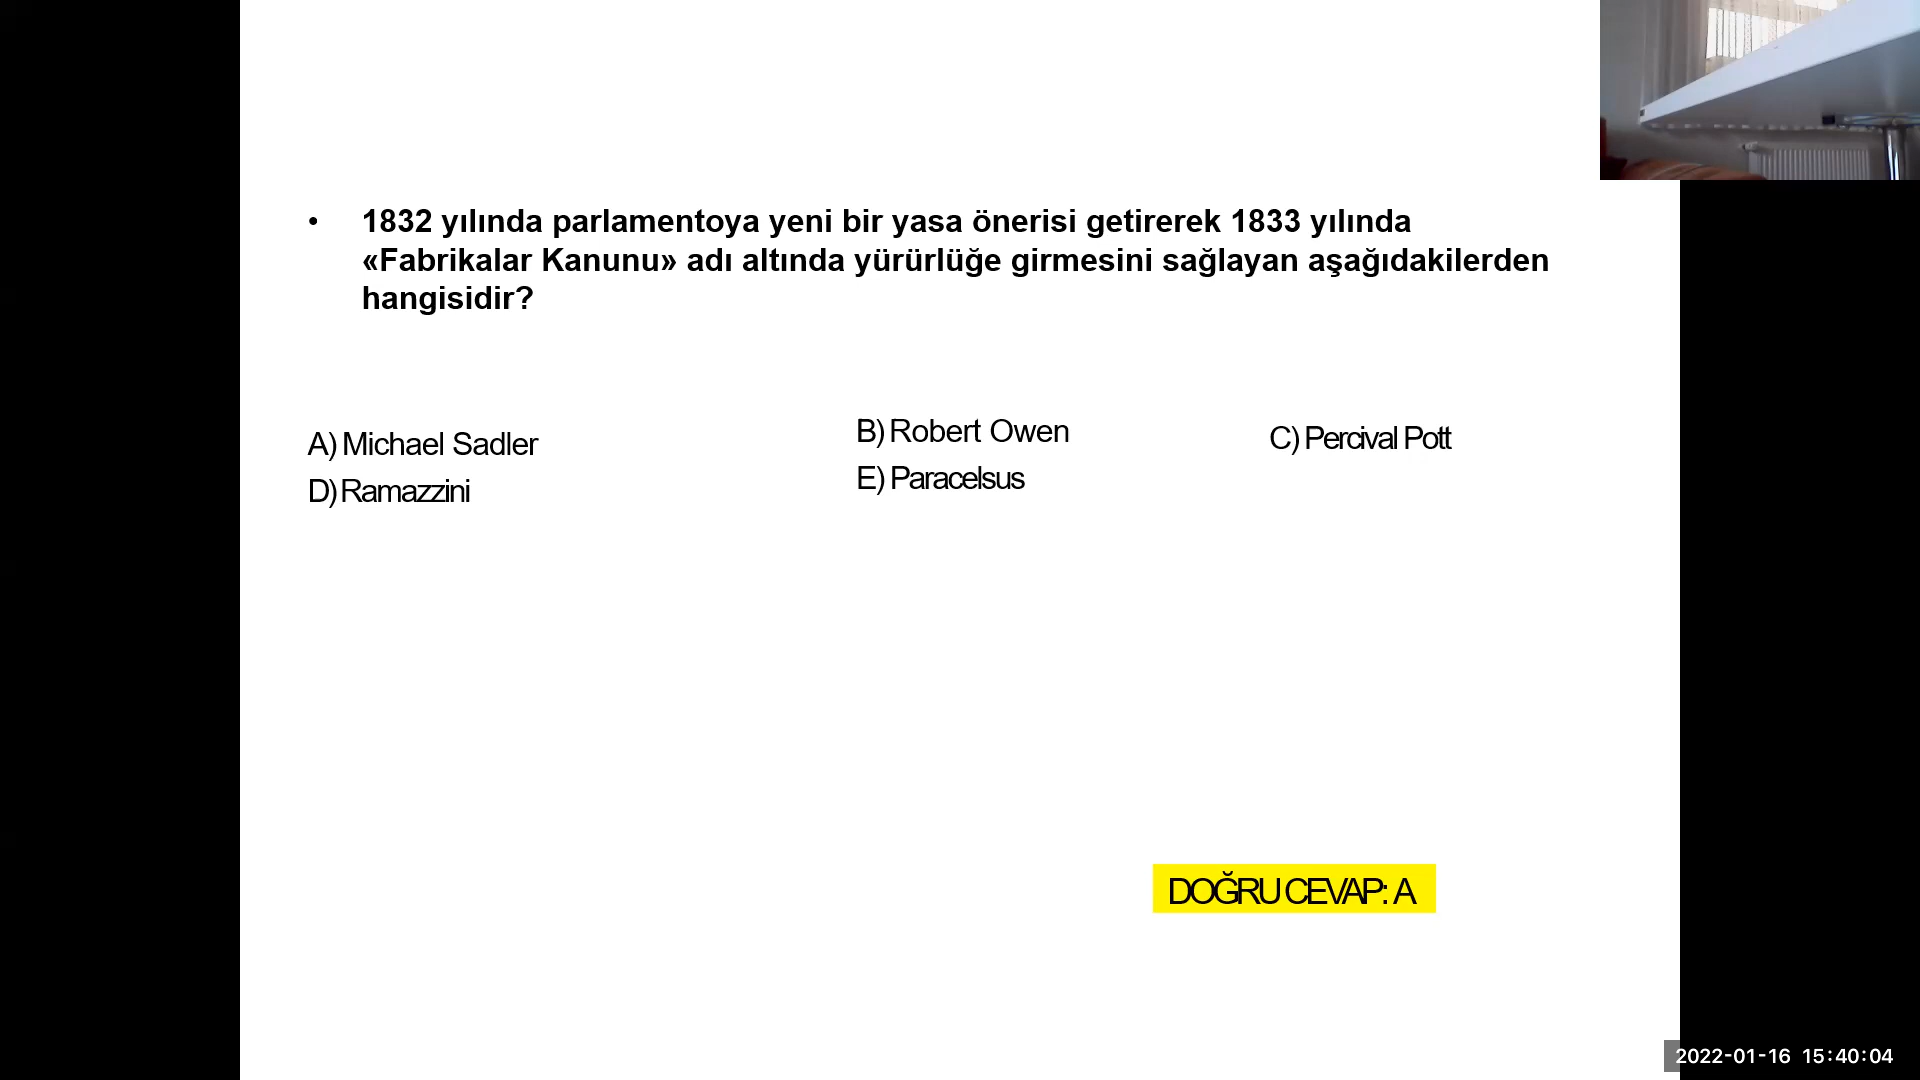 • 1832 yılında parlamentoya yeni bir yasa önerisi getirerek 1833 yılında
«Fabrikalar Kanunu» adı altında yürürlüğe girmesini sağlayan aşağıdakilerden
hangisidir?
A) Michael Sadler
B) Robert Owen
C) Percival Pott
D) Ramazzini
E) Paracelsus
DOĞRU CEVAP: A
2022-01-16 15:40:04